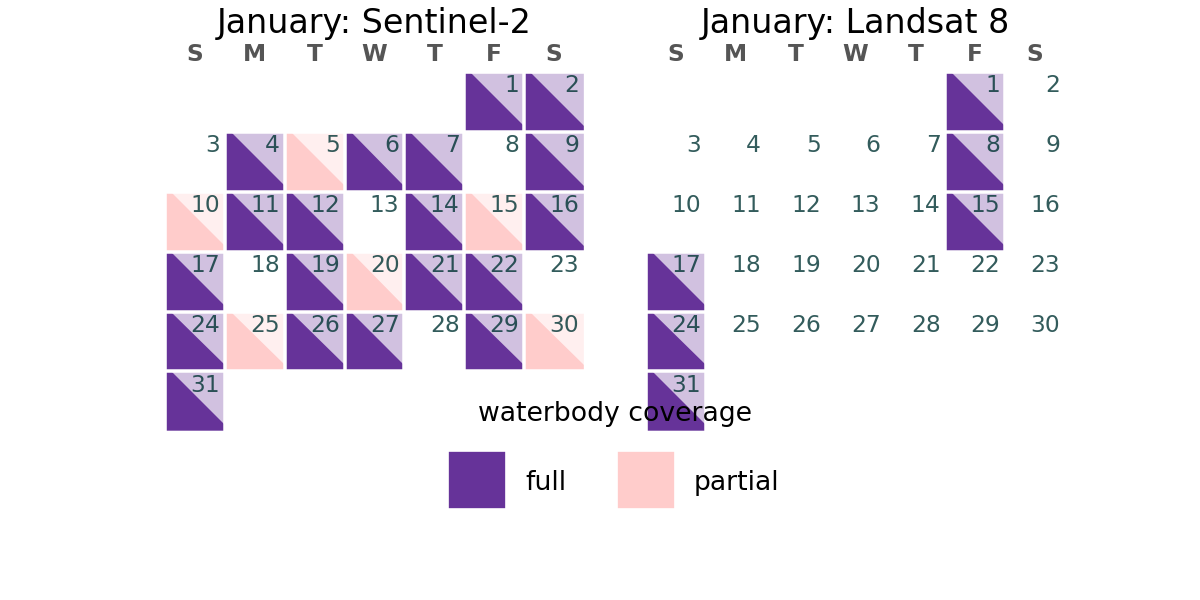 January: Sentinel-2
S M T W T F S
1 2
3 4 5 6 7 8 9
10 11 12 13 14 15 16
17 18 19 20 21 22 23
24 25 26 27 28 29 30
31
January: Landsat 8
S M T W T F S
1 2
3 4 5 6 7 8 9
10 11 12 13 14 15 16
17 18 19 20 21 22 23
24 25 26 27 28 29 30
31
waterbody coverage
full partial